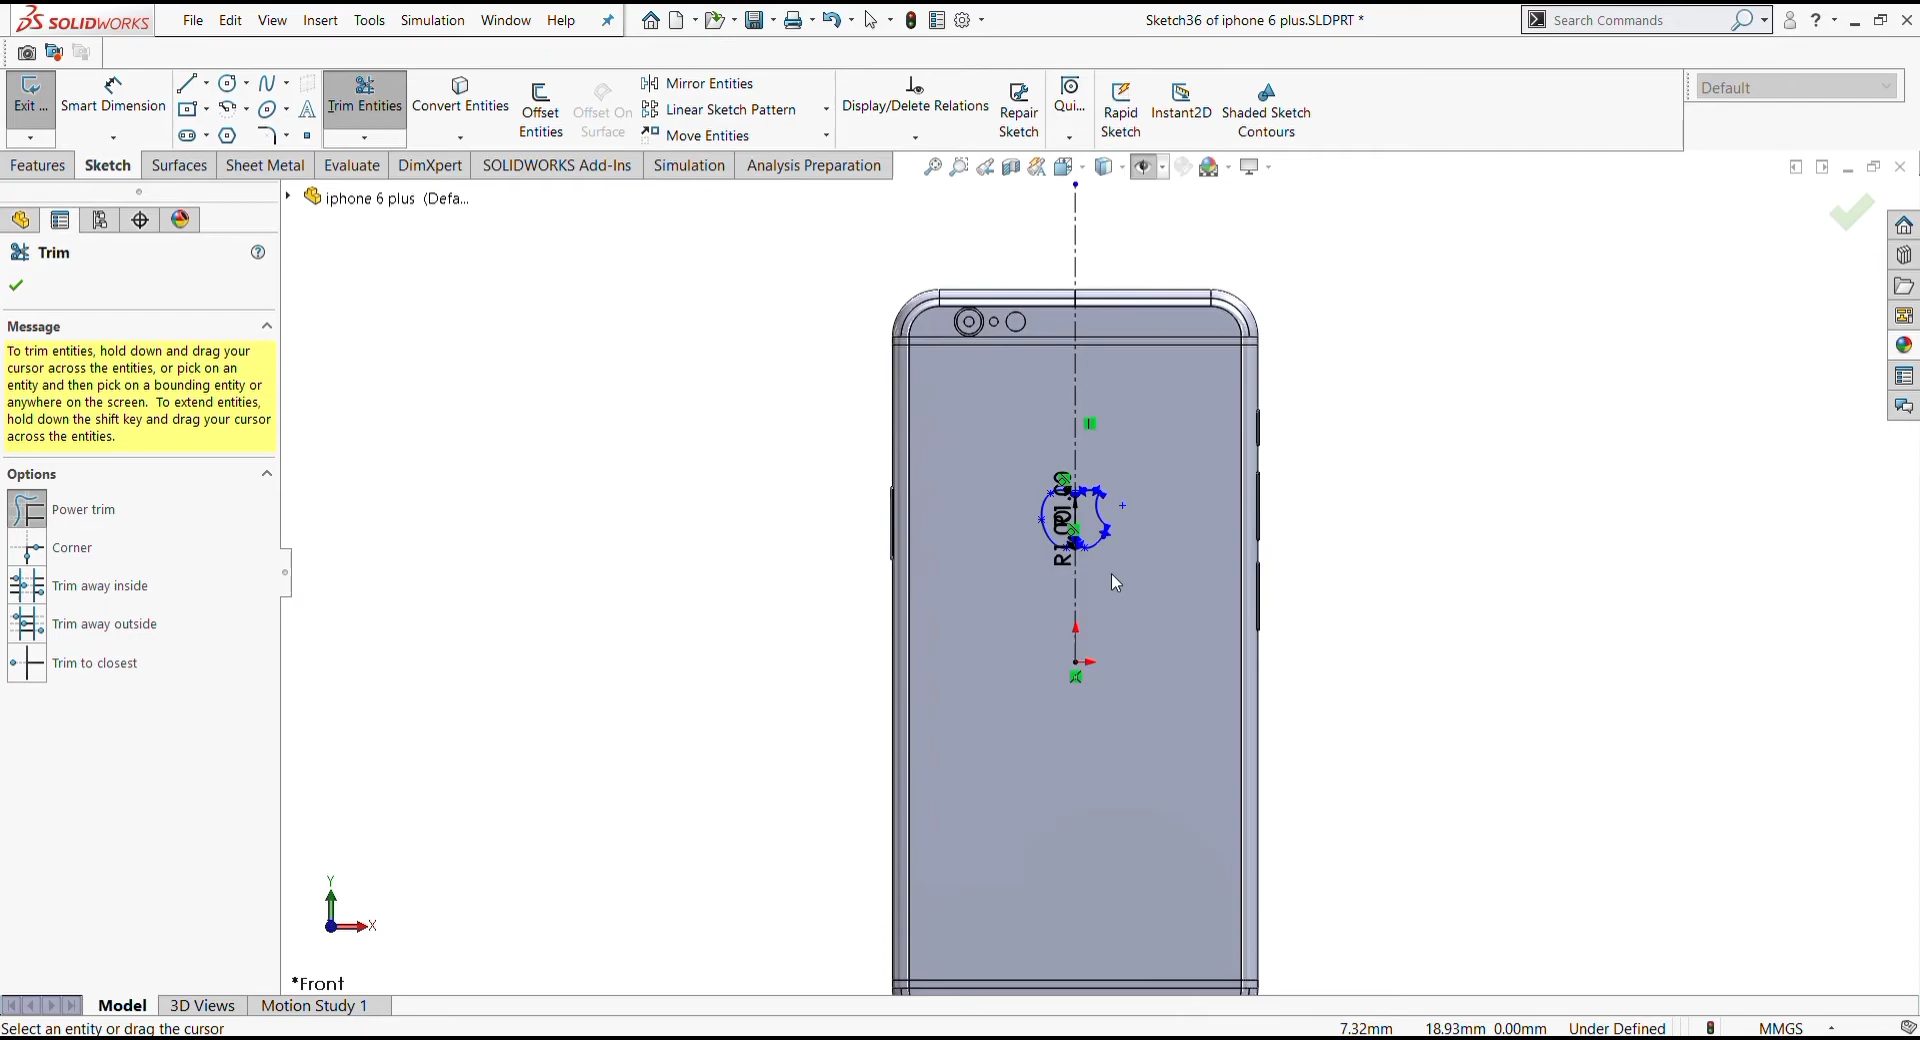 SOLIDWORKS
File Edit View Insert Tools Simulation Window Help
Sketch36 of iphone 6 plus.SLDPRT *
Search Commands
?
Exit ...
Smart Dimension
Trim Entities
Convert Entities
Offset Entities
Offset On Surface
Mirror Entities
Linear Sketch Pattern
Move Entities
Display/Delete Relations
Repair Sketch
Qui...
Rapid Sketch
Instant2D
Shaded Sketch Contours
Default
Features Sketch Surfaces Sheet Metal Evaluate DimXpert SOLIDWORKS Add-Ins Simulation Analysis Preparation
iphone 6 plus (Defa...
Trim
?
Message
To trim entities, hold down and drag your
cursor across the entities, or pick on an
entity and then pick on a bounding entity or
anywhere on the screen. To extend entities,
hold down the shift key and drag your cursor
across the entities.
Options
Power trim
Corner
Trim away inside
Trim away outside
Trim to closest
Y
X
*Front
Model 3D Views Motion Study 1
Select an entity or drag the cursor
7.32mm 18.93mm 0.00mm Under Defined MMGS